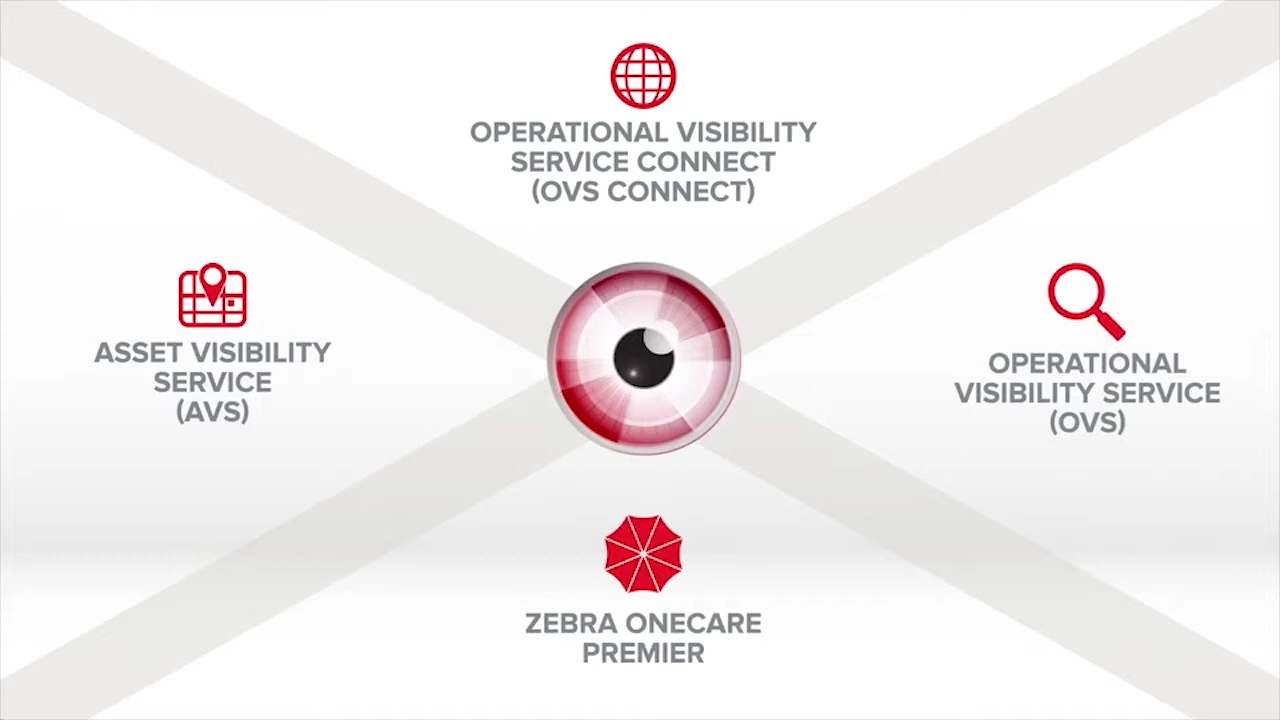 OPERATIONAL VISIBILITY
SERVICE CONNECT
(OVS CONNECT)
ASSET VISIBILITY
SERVICE
(AVS)
OPERATIONAL
VISIBILITY SERVICE
(OVS)
ZEBRA ONECARE
PREMIER